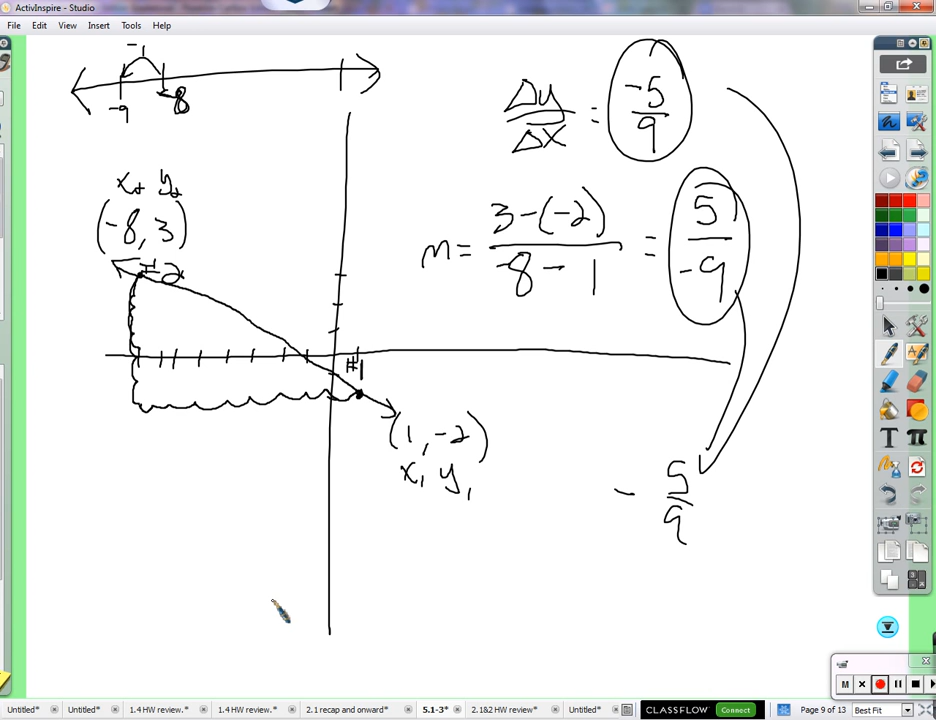 ActivInspire - Studio
File Edit View Insert Tools Help
-1
-9 -8
Δy/Δx = -5/9
x₂ y₂
(-8, 3)
m = 3-(-2)/-8-1 = 5/-9
#2
#1
(1, -2)
x₁ y₁
- 5/9
M
Untitled* Untitled* 1.4 HW review.* 1.4 HW review.* 2.1 recap and onward* 5.1-3* 2.1&2 HW review* Untitled* CLASSFLOW Connect Page 9 of 13 Best Fit